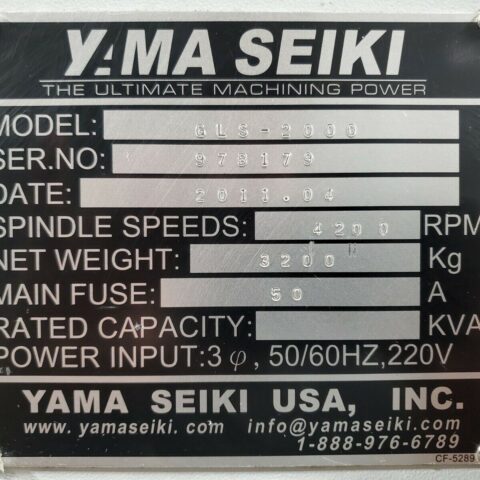 YAMA SEIKI
THE ULTIMATE MACHINING POWER
MODEL: GLS-2000
SER.NO: 978179
DATE: 2011.04
SPINDLE SPEEDS: 4200 RPM
NET WEIGHT: 3200 Kg
MAIN FUSE: 50 A
RATED CAPACITY: KVA
POWER INPUT:3 φ, 50/60HZ,220V
YAMA SEIKI USA, INC.
www.yamaseiki.com info@yamaseiki.com
1-888-976-6789
CF-5289